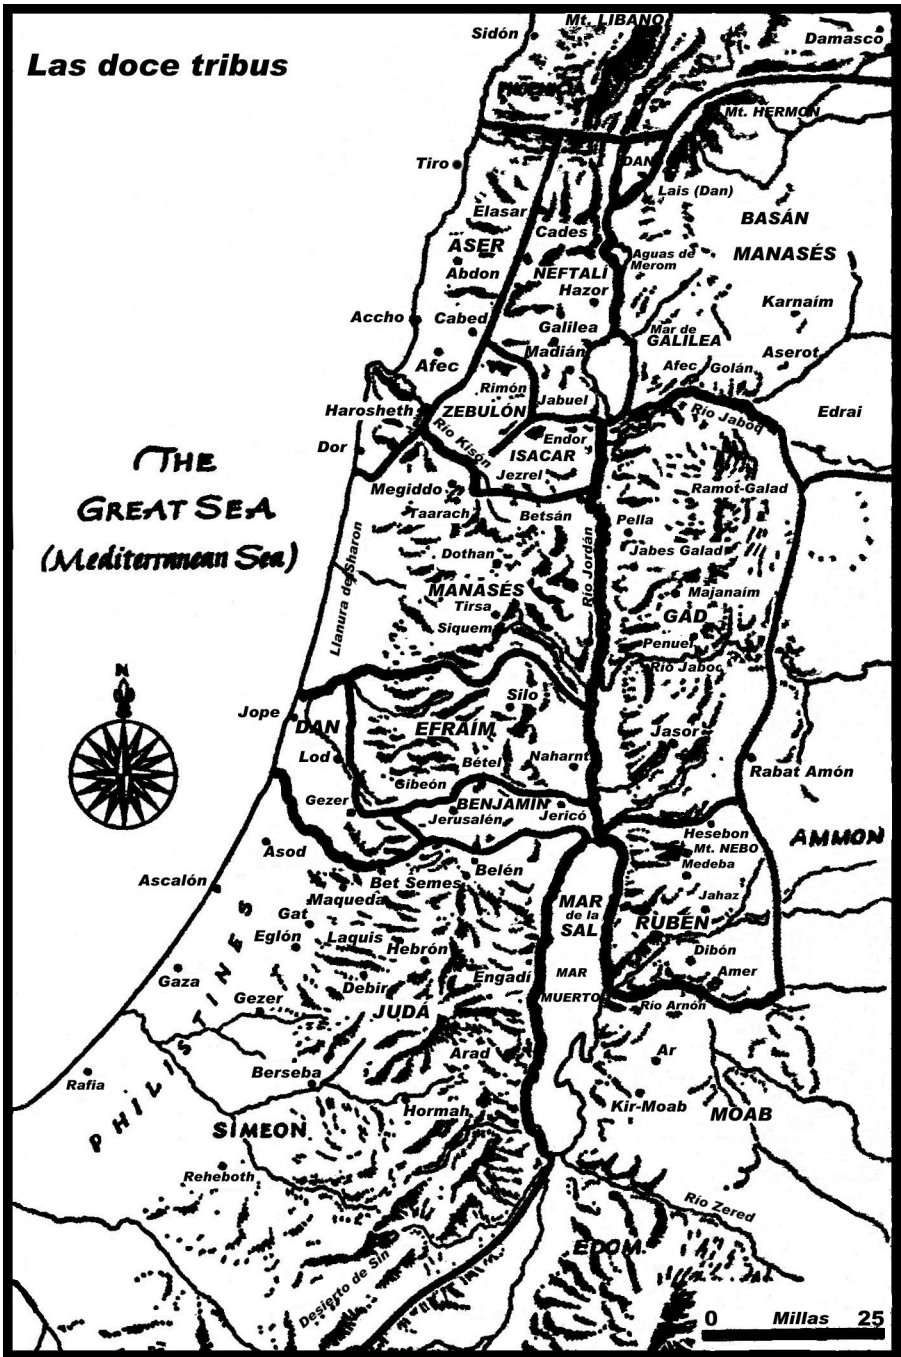 Mt. LIBANO
Sidón
Damasco
Las doce tribus
PHOENICIA
Mt. HERMON
Tiro
DAN
Lais (Dan)
Elasar
BASÁN
Cades
ASER
Aguas de
Merom
MANASÉS
Abdon
NEFTALÍ
Hazor
Karnaím
Accho
Cabed
Galilea
Mar de
GALILEA
Madián
Aserot
Afec
Afec
Golán
Rimón
Jabuel
Harosheth
ZEBULÓN
Río Jaboq
Edrai
Río Kisón
Endor
Dor
ISACAR
THE
GREAT SEA
(Mediterranean Sea)
Jezrel
Megiddo
Ramot-Galad
Taarach
Betsán
Pella
Llanura de Sharon
Río Jordán
Dothan
Jabes Galad
MANASÉS
Majanaím
Tirsa
GAD
Siquem
Penuel
Río Jaboc
N
Silo
Jope
DAN
EFRAÍM
Jasor
Lod
Bétel
Naharnt
Rabat Amón
Gibeón
Gezer
BENJAMIN
Jerusalén
Jericó
Hesebon
AMMON
Mt. NEBO
Asod
Medeba
Belén
Ascalón
Bet Semes
Maqueda
Jahaz
MAR
de la
SAL
Gat
RUBÉN
Eglón
Laquis
Hebrón
Dibón
Gaza
Debir
Engadí
MAR
MUERTO
Amer
Gezer
JUDÁ
Río Arnón
PHILISTINES
Arad
Ar
Rafia
Berseba
Hormah
Kir-Moab
MOAB
SIMEON
Reheboth
Río Zered
EDOM
Desierto de Sin
0 Millas 25